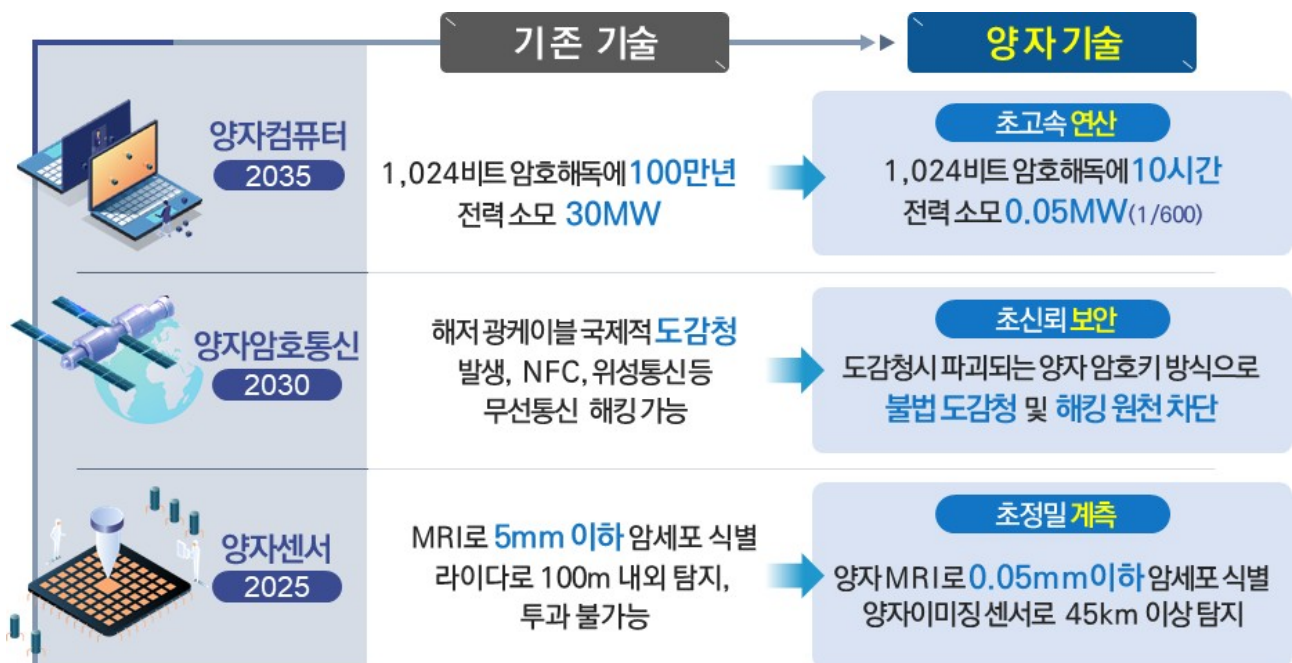 기존 기술
양자기술
양자컴퓨터
2035
1,024비트 암호해독에 100만년
전력 소모 30MW
초고속 연산
1,024비트 암호해독에 10시간
전력 소모 0.05MW(1/600)
양자암호통신
2030
해저 광케이블 국제적 도감청
발생, NFC, 위성통신 등
무선통신 해킹 가능
초신뢰 보안
도감청시 파괴되는 양자 암호키 방식으로
불법 도감청 및 해킹 원천 차단
양자센서
2025
MRI로 5mm 이하 암세포 식별
라이다로 100m 내외 탐지,
투과 불가능
초정밀 계측
양자 MRI로 0.05mm이하 암세포 식별
양자이미징 센서로 45km 이상 탐지